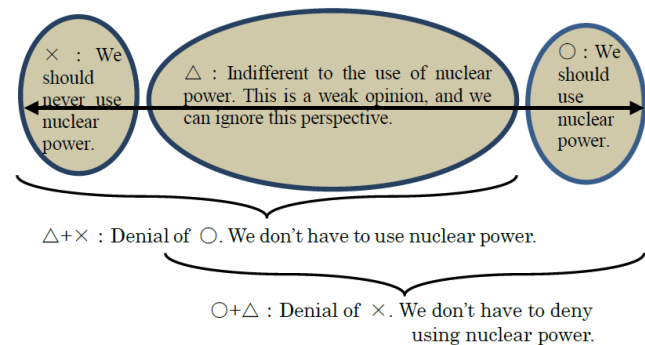 × : We
should
never use
nuclear
power.
△ : Indifferent to the use of nuclear
power. This is a weak opinion, and we
can ignore this perspective.
○ : We
should
use
nuclear
power.
△+× : Denial of ○. We don't have to use nuclear power.
○+△ : Denial of ×. We don't have to deny
using nuclear power.